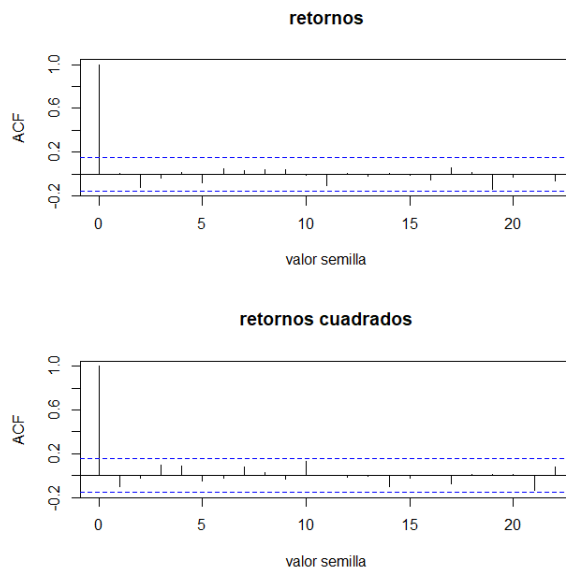 retornos
ACF
-0.2 0.2 0.6 1.0
0 5 10 15 20
valor semilla
retornos cuadrados
ACF
-0.2 0.2 0.6 1.0
0 5 10 15 20
valor semilla